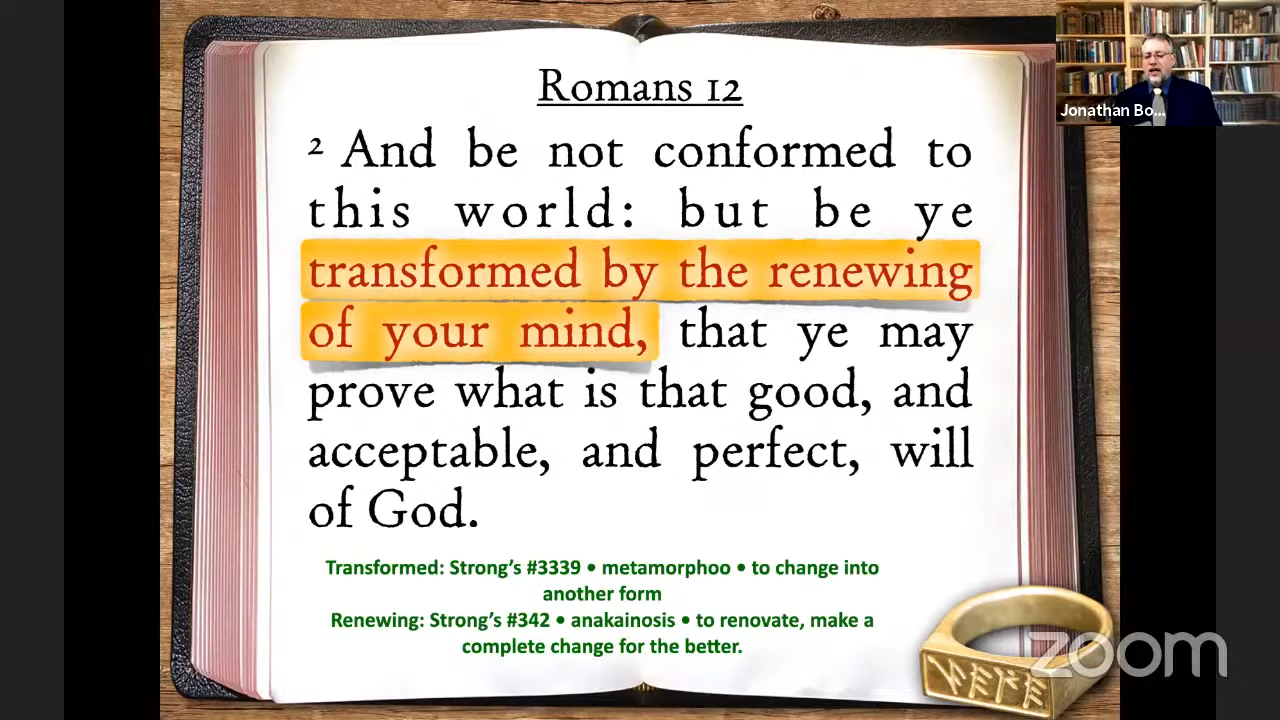 Romans 12
2 And be not conformed to
this world: but be ye
transformed by the renewing
of your mind, that ye may
prove what is that good, and
acceptable, and perfect, will
of God.
Transformed: Strong's #3339 • metamorphoo • to change into
another form
Renewing: Strong's #342 • anakainosis • to renovate, make a
complete change for the better.
Jonathan Bo...
zoom